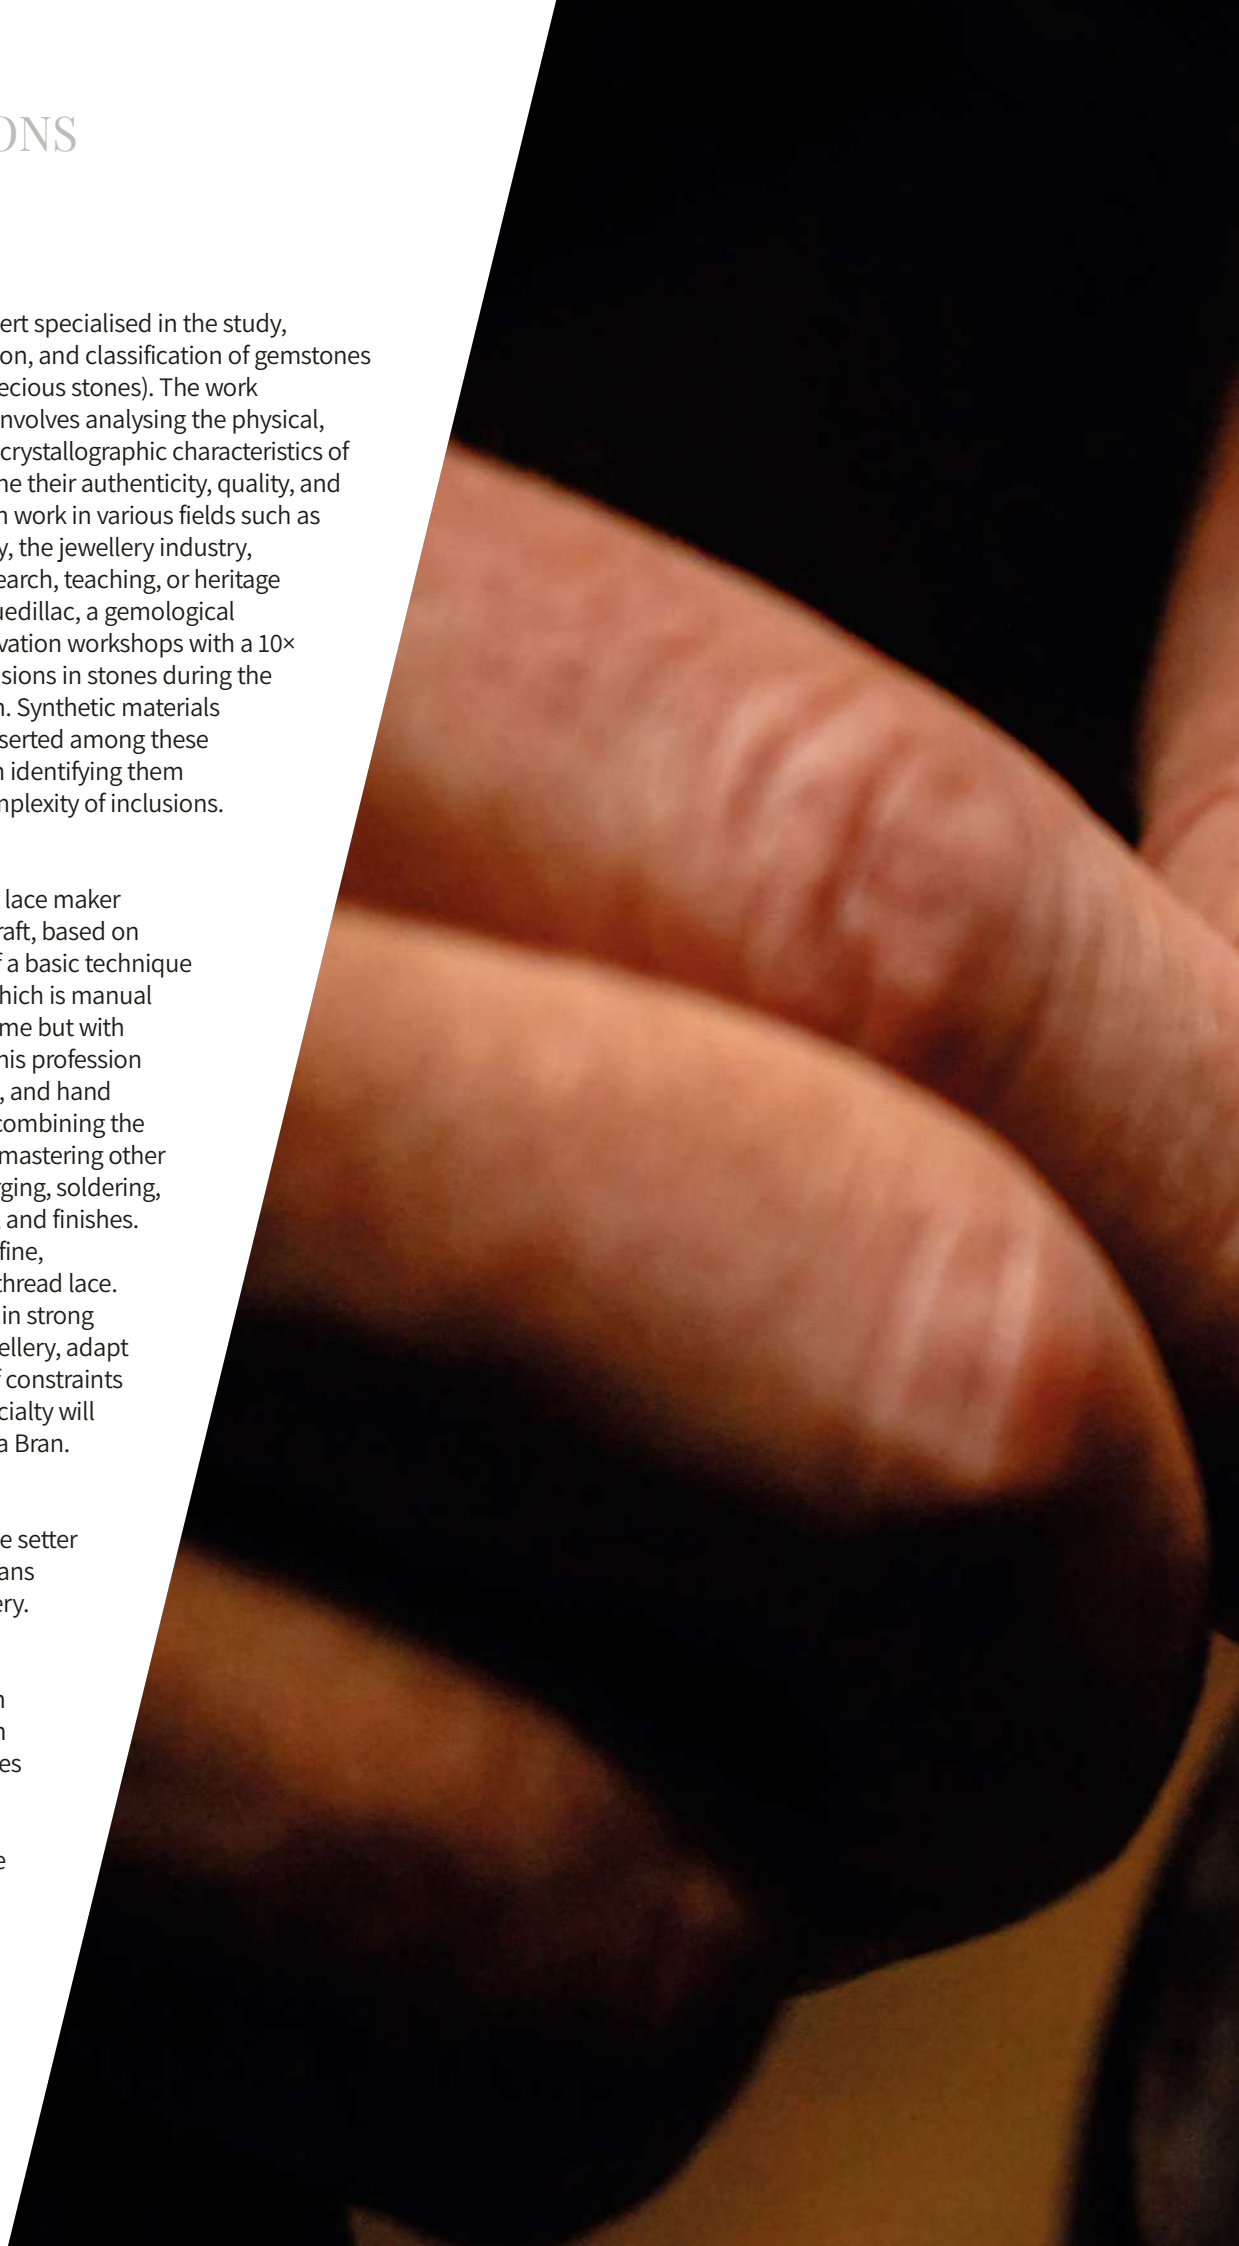 ONS
ert specialised in the study,
on, and classification of gemstones
ecious stones). The work
nvolves analysing the physical,
crystallographic characteristics of
ne their authenticity, quality, and
n work in various fields such as
y, the jewellery industry,
earch, teaching, or heritage
uedillac, a gemological
vation workshops with a 10×
sions in stones during the
n. Synthetic materials
serted among these
n identifying them
mplexity of inclusions.
lace maker
raft, based on
f a basic technique
hich is manual
me but with
his profession
, and hand
combining the
mastering other
rging, soldering,
and finishes.
fine,
thread lace.
in strong
ellery, adapt
f constraints
cialty will
a Bran.
e setter
ans
ery.
n
n
es
e